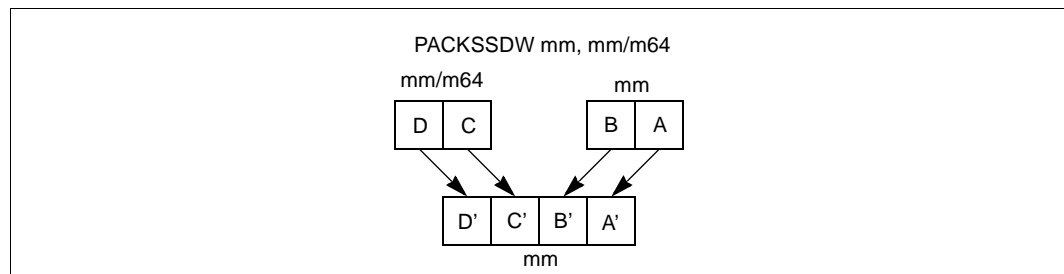 PACKSSDW mm, mm/m64
mm/m64 mm
D C B A
D' C' B' A'
mm